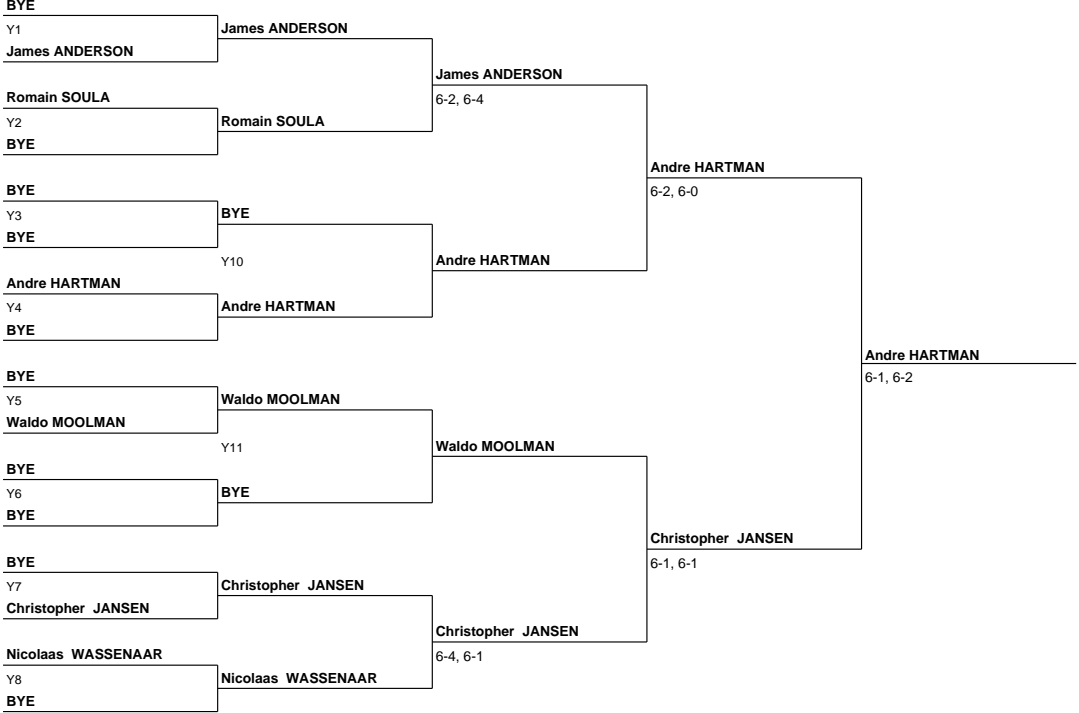 BYE
Y1
James ANDERSON
James ANDERSON
Romain SOULA
Y2
BYE
Romain SOULA
James ANDERSON
6-2, 6-4
BYE
Y3
BYE
BYE
Y10
Andre HARTMAN
Y4
BYE
Andre HARTMAN
Andre HARTMAN
Andre HARTMAN
6-2, 6-0
BYE
Y5
Waldo MOOLMAN
Waldo MOOLMAN
Y11
BYE
Y6
BYE
BYE
Waldo MOOLMAN
BYE
Y7
Christopher JANSEN
Christopher JANSEN
Nicolaas WASSENAAR
Y8
BYE
Nicolaas WASSENAAR
Christopher JANSEN
6-4, 6-1
Christopher JANSEN
6-1, 6-1
Andre HARTMAN
6-1, 6-2